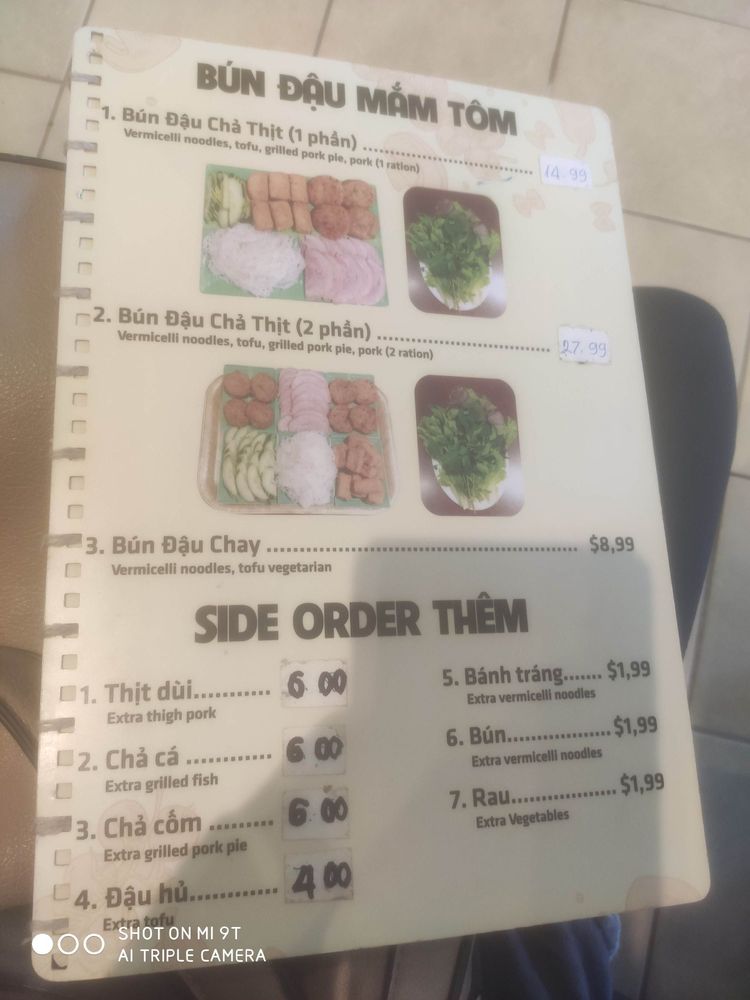 BÚN ĐẬU MẮM TÔM
1. Bún Đậu Chả Thịt (1 phần) ........................................ 14.99
Vermicelli noodles, tofu, grilled pork pie, pork (1 ration)
2. Bún Đậu Chả Thịt (2 phần) ........................................ 27.99
Vermicelli noodles, tofu, grilled pork pie, pork (2 ration)
3. Bún Đậu Chay ............................................................ $8,99
Vermicelli noodles, tofu vegetarian
SIDE ORDER THÊM
1. Thịt dùi........... 6 00
Extra thigh pork
2. Chả cá ............ 6 00
Extra grilled fish
3. Chả cốm ......... 6 00
Extra grilled pork pie
4. Đậu hủ............ 4 00
Extra tofu
5. Bánh tráng....... $1,99
Extra vermicelli noodles
6. Bún.................. $1,99
Extra vermicelli noodles
7. Rau.................. $1,99
Extra Vegetables
SHOT ON MI 9T
AI TRIPLE CAMERA